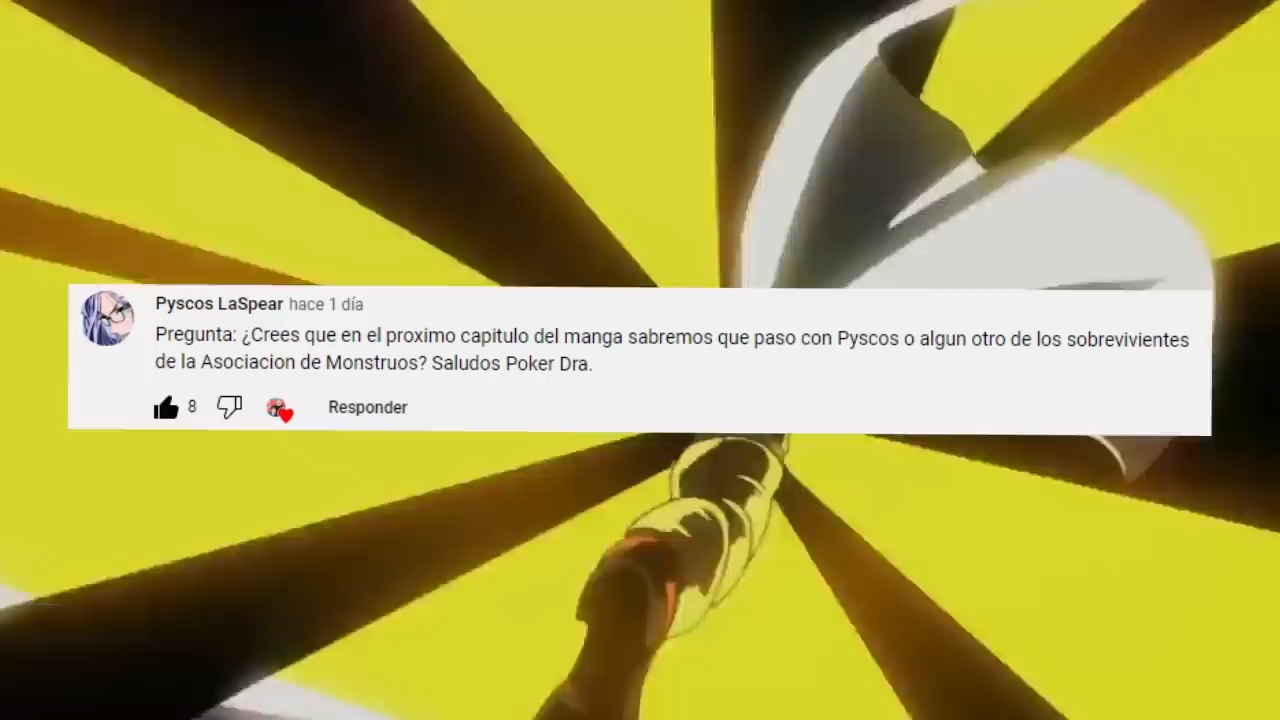 Pyscos LaSpear hace 1 día
Pregunta: ¿Crees que en el proximo capitulo del manga sabremos que paso con Pyscos o algun otro de los sobrevivientes
de la Asociacion de Monstruos? Saludos Poker Dra.
8 Responder